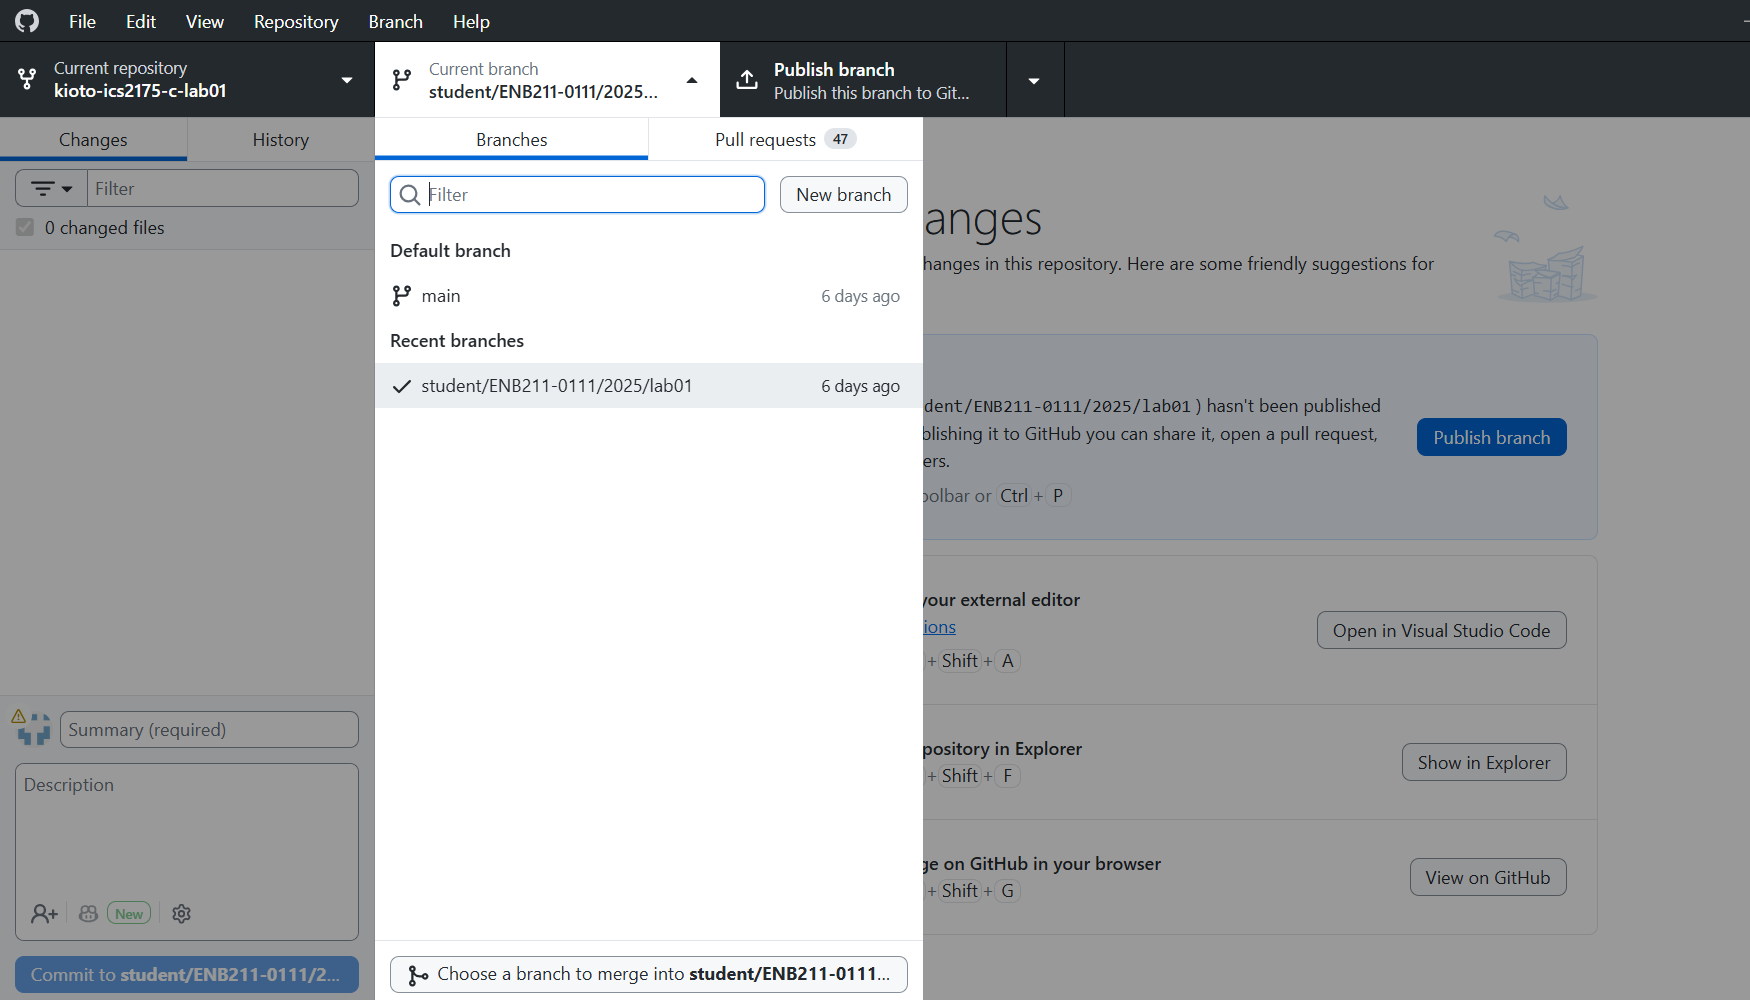 File Edit View Repository Branch Help
Current repository
kioto-ics2175-c-lab01
Current branch
student/ENB211-0111/2025...
Publish branch
Publish this branch to Git...
Changes History
Filter
0 changed files
Branches Pull requests 47
Filter New branch
Default branch
main 6 days ago
Recent branches
student/ENB211-0111/2025/lab01 6 days ago
anges
hanges in this repository. Here are some friendly suggestions for
dent/ENB211-0111/2025/lab01 ) hasn't been published
blishing it to GitHub you can share it, open a pull request,
ers.
oolbar or Ctrl + P
Publish branch
your external editor
ions
+ Shift + A
Open in Visual Studio Code
pository in Explorer
+ Shift + F
Show in Explorer
ge on GitHub in your browser
+ Shift + G
View on GitHub
Summary (required)
Description
New
Commit to student/ENB211-0111/2...
Choose a branch to merge into student/ENB211-0111...